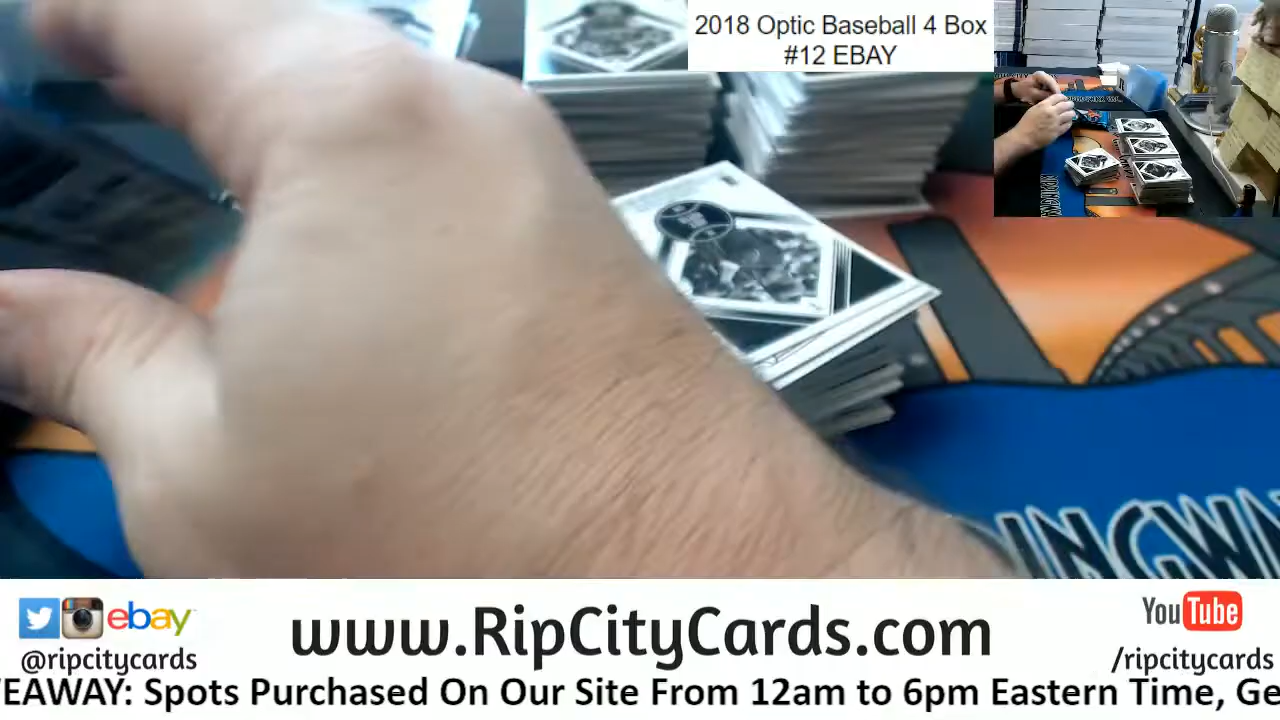 2018 Optic Baseball 4 Box
#12 EBAY
INGW
ebay
@ripcitycards
www.RipCityCards.com
YouTube
/ripcitycards
EAWAY: Spots Purchased On Our Site From 12am to 6pm Eastern Time, Ge